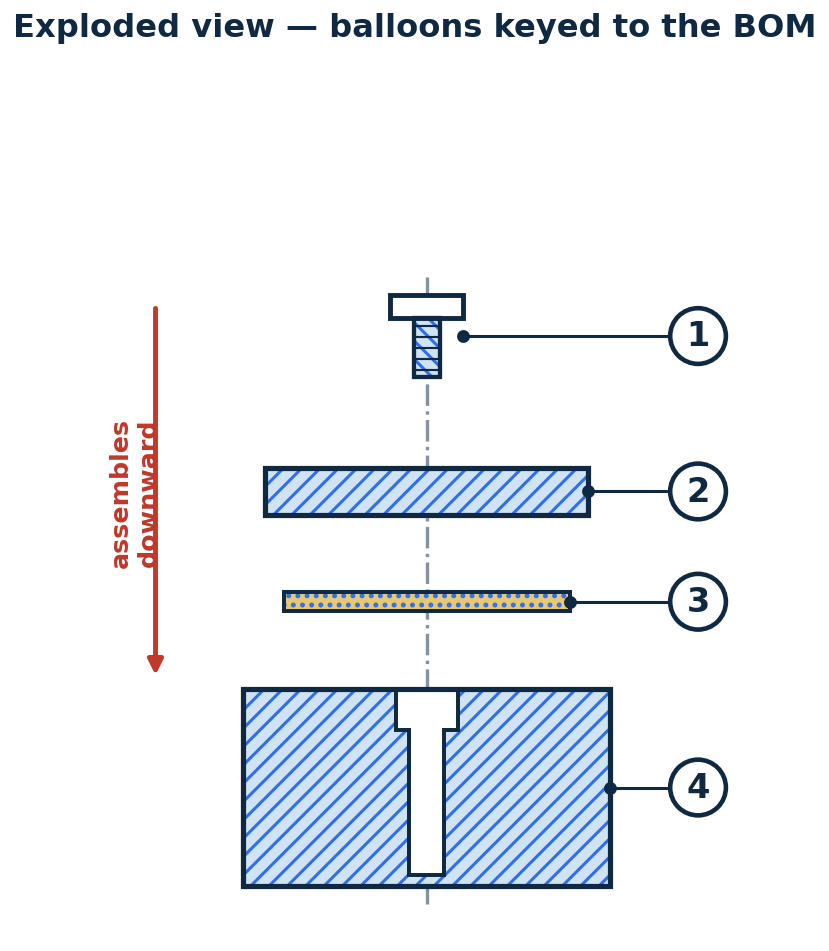 Exploded view — balloons keyed to the BOM
1
assembles
downward
2
3
4